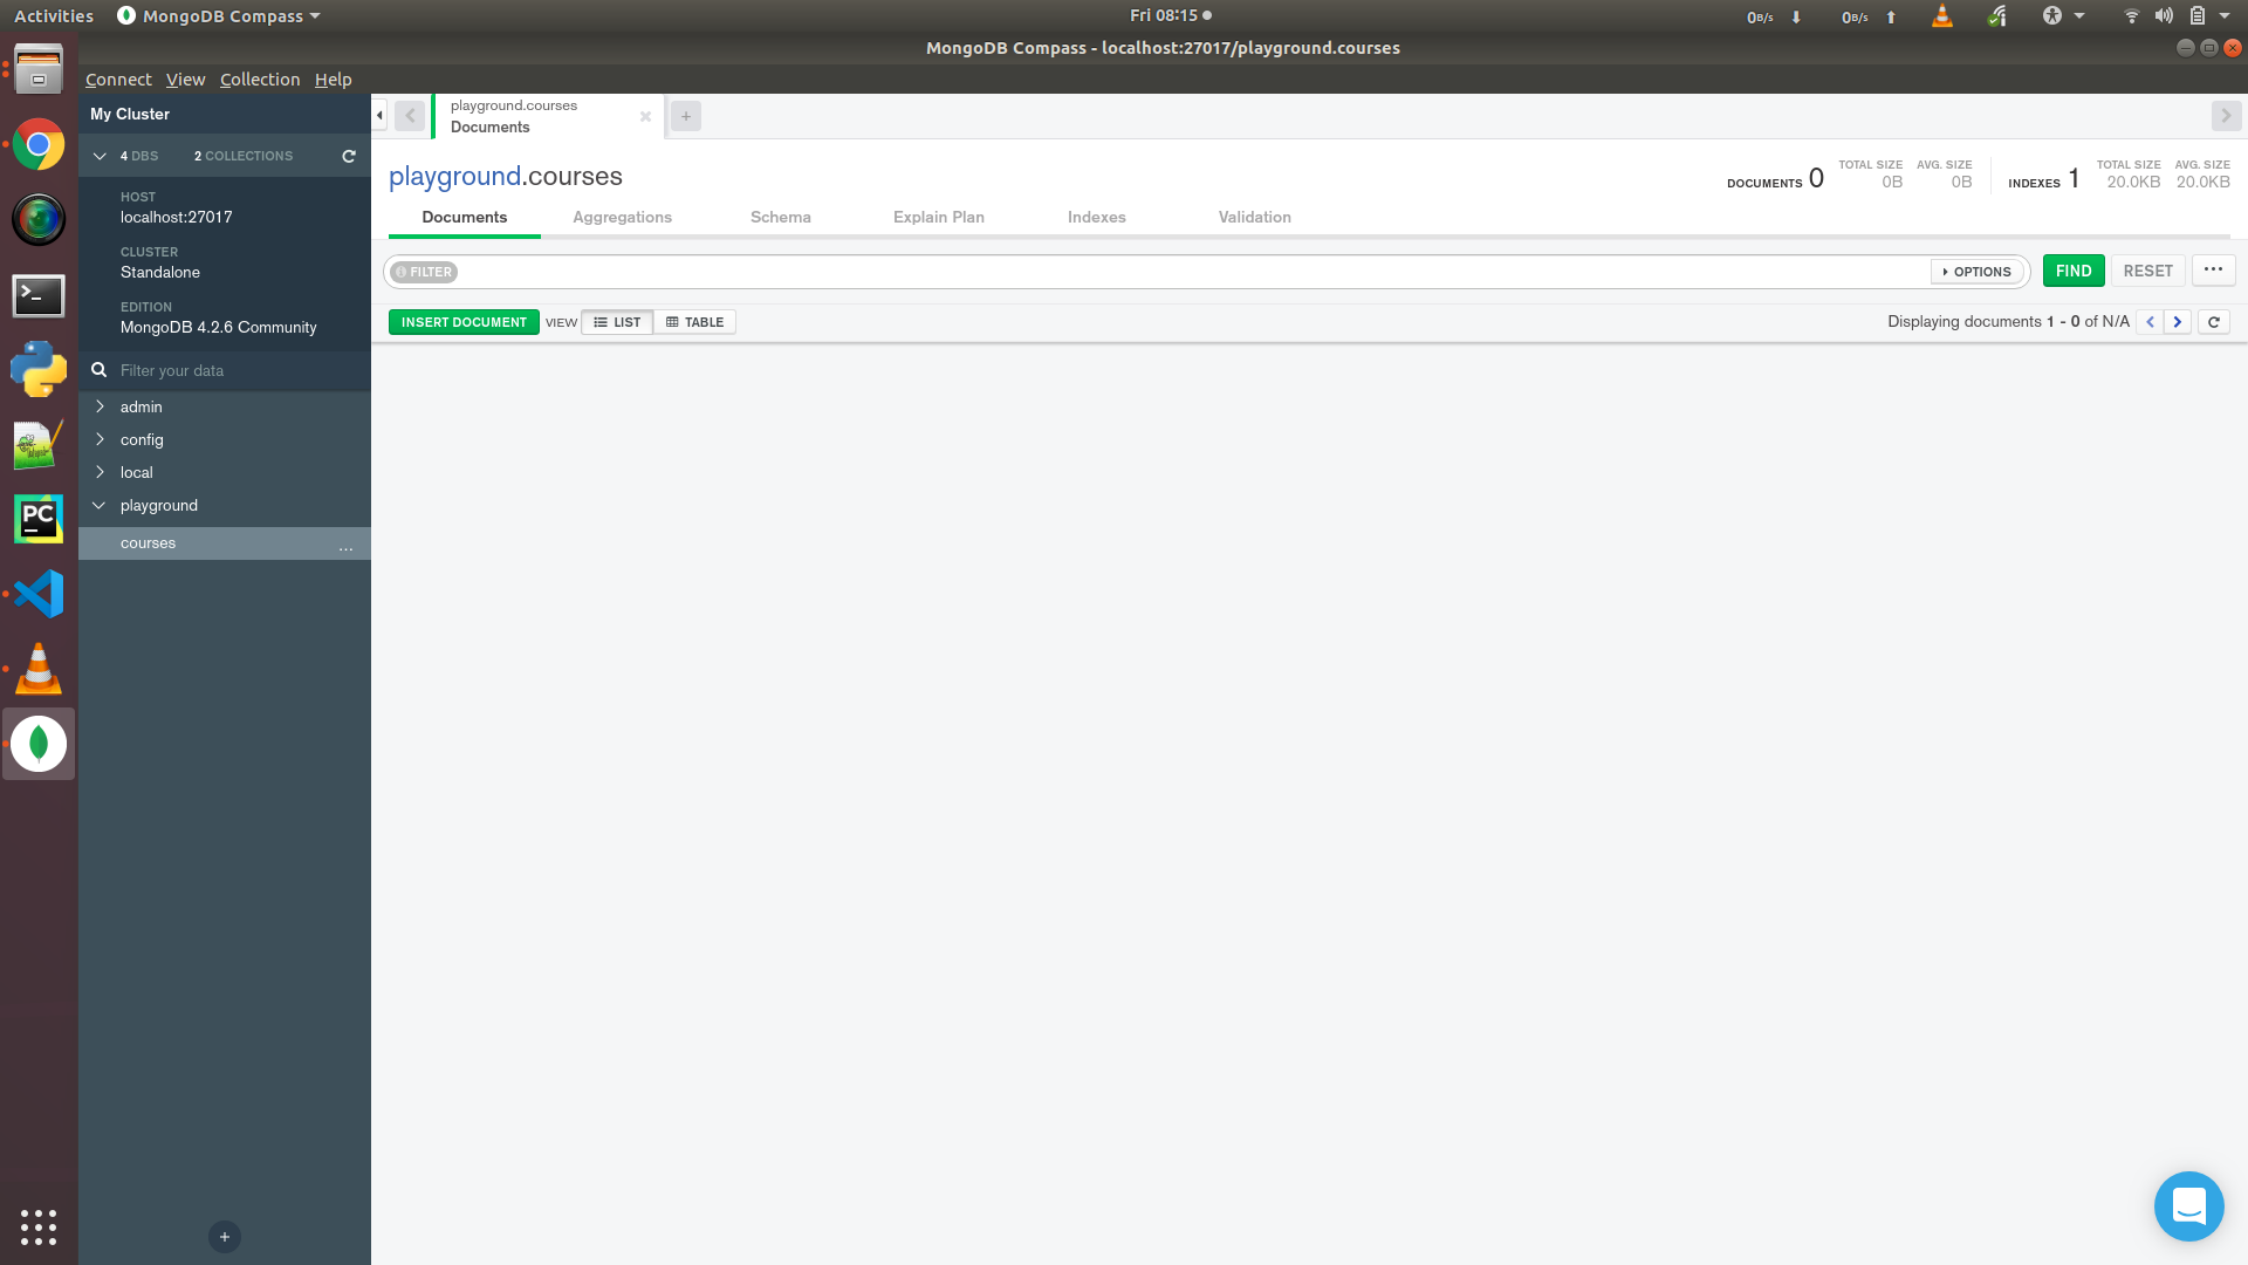 Activities MongoDB Compass Fri 08:15 0B/s 0B/s
MongoDB Compass - localhost:27017/playground.courses
Connect View Collection Help
My Cluster
4 DBS 2 COLLECTIONS
HOST
localhost:27017
CLUSTER
Standalone
EDITION
MongoDB 4.2.6 Community
Filter your data
admin
config
local
playground
courses ...
playground.courses
Documents
+
playground.courses
DOCUMENTS 0 TOTAL SIZE 0B AVG. SIZE 0B INDEXES 1 TOTAL SIZE 20.0KB AVG. SIZE 20.0KB
Documents Aggregations Schema Explain Plan Indexes Validation
FILTER OPTIONS FIND RESET ...
INSERT DOCUMENT VIEW LIST TABLE Displaying documents 1 - 0 of N/A
PC
+